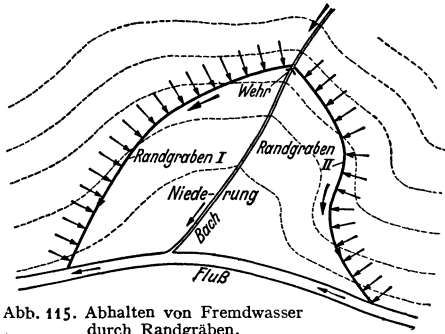 Wehr
Randgraben I
Randgraben
II
Niede-rung
Bach
Fluß
Abb. 115. Abhalten von Fremdwasser
durch Randgräben.